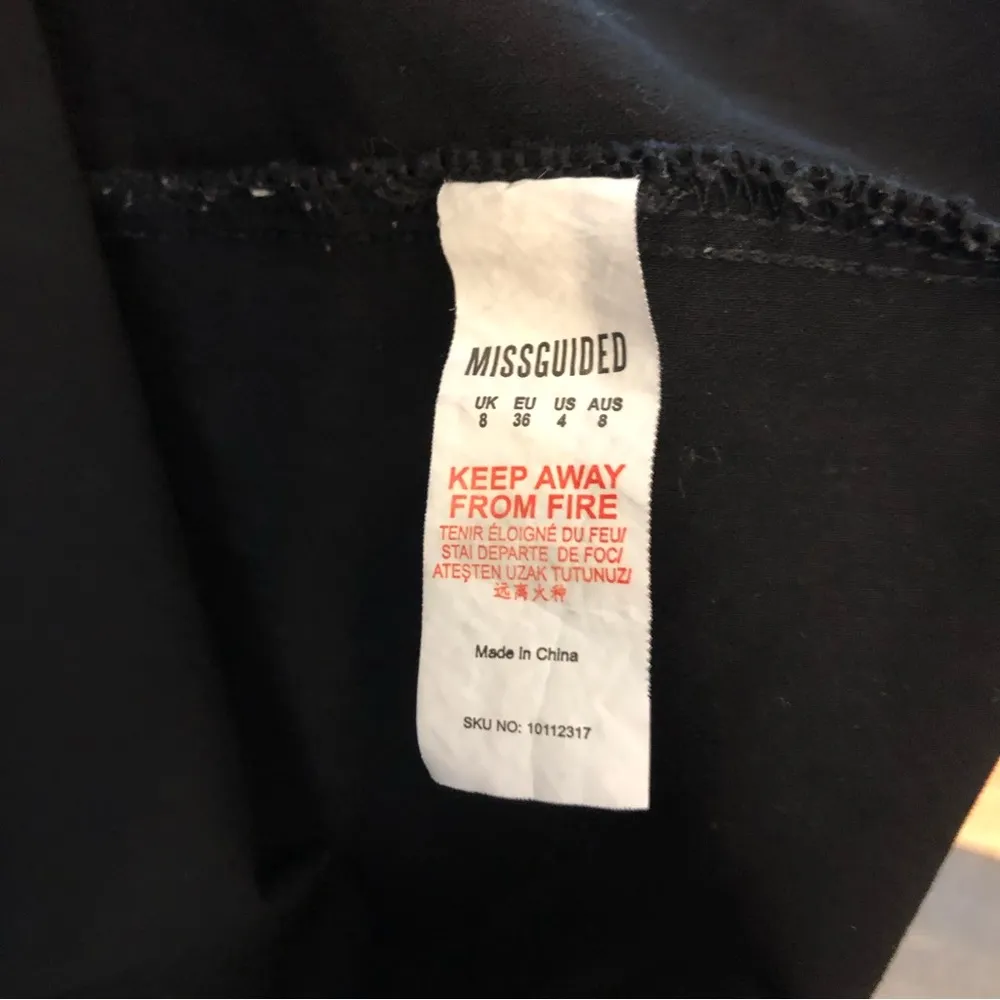 MISSGUIDED
UK EU US AUS
8 36 4 8
KEEP AWAY
FROM FIRE
TENIR ÉLOIGNÉ DU FEU/
STAI DEPARTE DE FOC/
ATEŞTEN UZAK TUTUNUZ/
远离火种
Made In China
SKU NO: 10112317